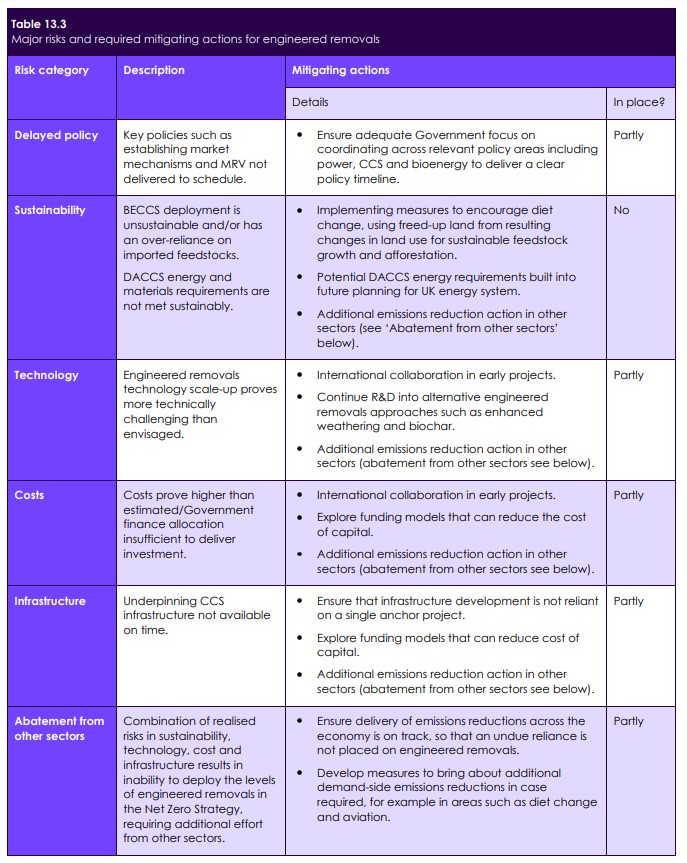 Table 13.3
Major risks and required mitigating actions for engineered removals
Risk category
Description
Mitigating actions
Details
In place?
Delayed policy
Key policies such as
establishing market
mechanisms and MRV not
delivered to schedule.
• Ensure adequate Government focus on
coordinating across relevant policy areas including
power, CCS and bioenergy to deliver a clear
policy timeline.
Partly
Sustainability
BECCS deployment is
unsustainable and/or has
an over-reliance on
imported feedstocks.
DACCS energy and
materials requirements are
not met sustainably.
• Implementing measures to encourage diet
change, using freed-up land from resulting
changes in land use for sustainable feedstock
growth and afforestation.
• Potential DACCS energy requirements built into
future planning for UK energy system.
• Additional emissions reduction action in other
sectors (see ‘Abatement from other sectors’
below).
No
Technology
Engineered removals
technology scale-up proves
more technically
challenging than
envisaged.
• International collaboration in early projects.
• Continue R&D into alternative engineered
removals approaches such as enhanced
weathering and biochar.
• Additional emissions reduction action in other
sectors (abatement from other sectors see below).
Partly
Costs
Costs prove higher than
estimated/Government
finance allocation
insufficient to deliver
investment.
• International collaboration in early projects.
• Explore funding models that can reduce the cost
of capital.
• Additional emissions reduction action in other
sectors (abatement from other sectors see below).
Partly
Infrastructure
Underpinning CCS
infrastructure not available
on time.
• Ensure that infrastructure development is not reliant
on a single anchor project.
• Explore funding models that can reduce cost of
capital.
• Additional emissions reduction action in other
sectors (abatement from other sectors see below).
Partly
Abatement from
other sectors
Combination of realised
risks in sustainability,
technology, cost and
infrastructure results in
inability to deploy the levels
of engineered removals in
the Net Zero Strategy,
requiring additional effort
from other sectors.
• Ensure delivery of emissions reductions across the
economy is on track, so that an undue reliance is
not placed on engineered removals.
• Develop measures to bring about additional
demand-side emissions reductions in case
required, for example in areas such as diet change
and aviation.
Partly